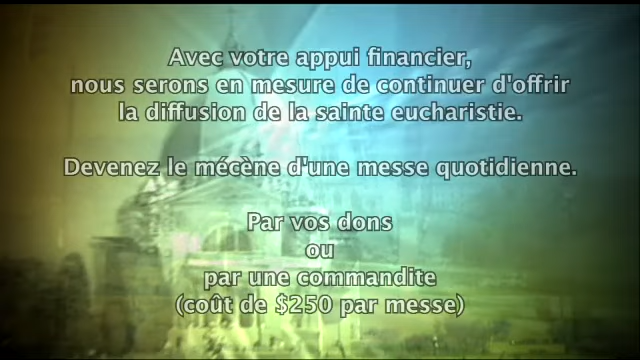 Avec votre appui financier,
nous serons en mesure de continuer d'offrir
la diffusion de la sainte eucharistie.
Devenez le mécène d'une messe quotidienne.
Par vos dons
ou
par une commandite
(coût de $250 par messe)